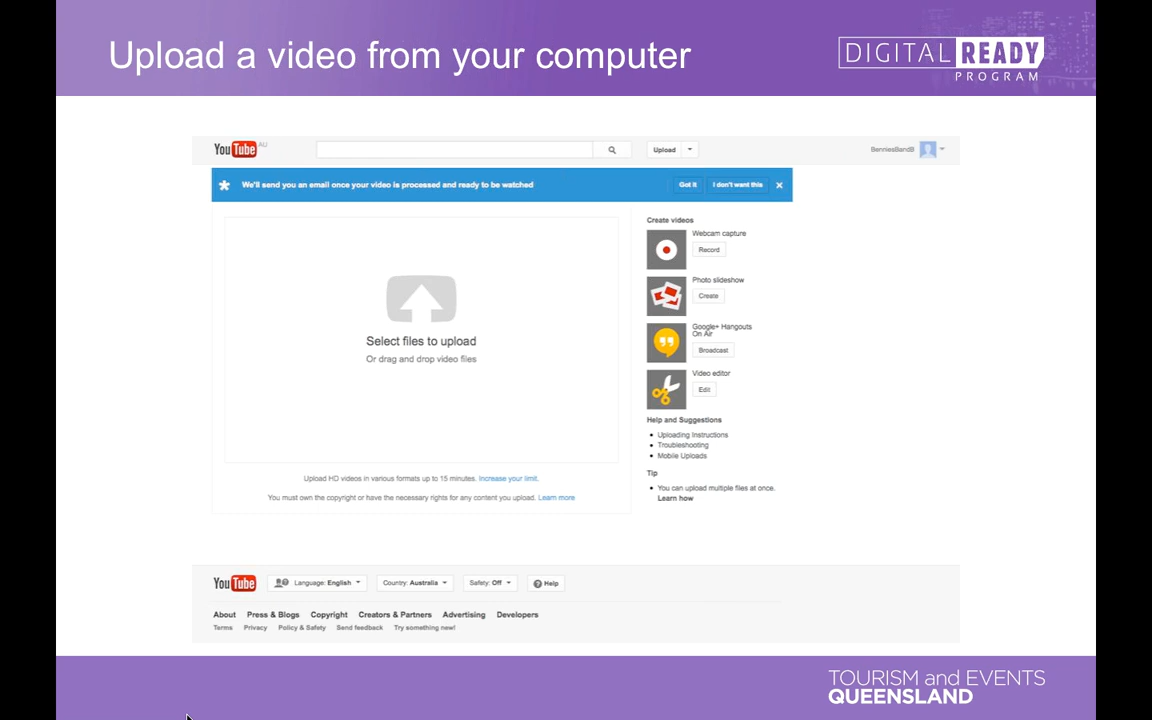 Upload a video from your computer
DIGITAL READY
PROGRAM
YouTube AU
Upload
BenniesBandB
We'll send you an email once your video is processed and ready to be watched
Got it
I don't want this
Select files to upload
Or drag and drop video files
Upload HD videos in various formats up to 15 minutes. Increase your limit.
You must own the copyright or have the necessary rights for any content you upload. Learn more
Create videos
Webcam capture
Record
Photo slideshow
Create
Google+ Hangouts
On Air
Broadcast
Video editor
Edit
Help and Suggestions
Uploading Instructions
Troubleshooting
Mobile Uploads
Tip
You can upload multiple files at once.
Learn how
YouTube
Language: English
Country: Australia
Safety: Off
Help
About Press & Blogs Copyright Creators & Partners Advertising Developers
Terms Privacy Policy & Safety Send feedback Try something new!
TOURISM and EVENTS
QUEENSLAND